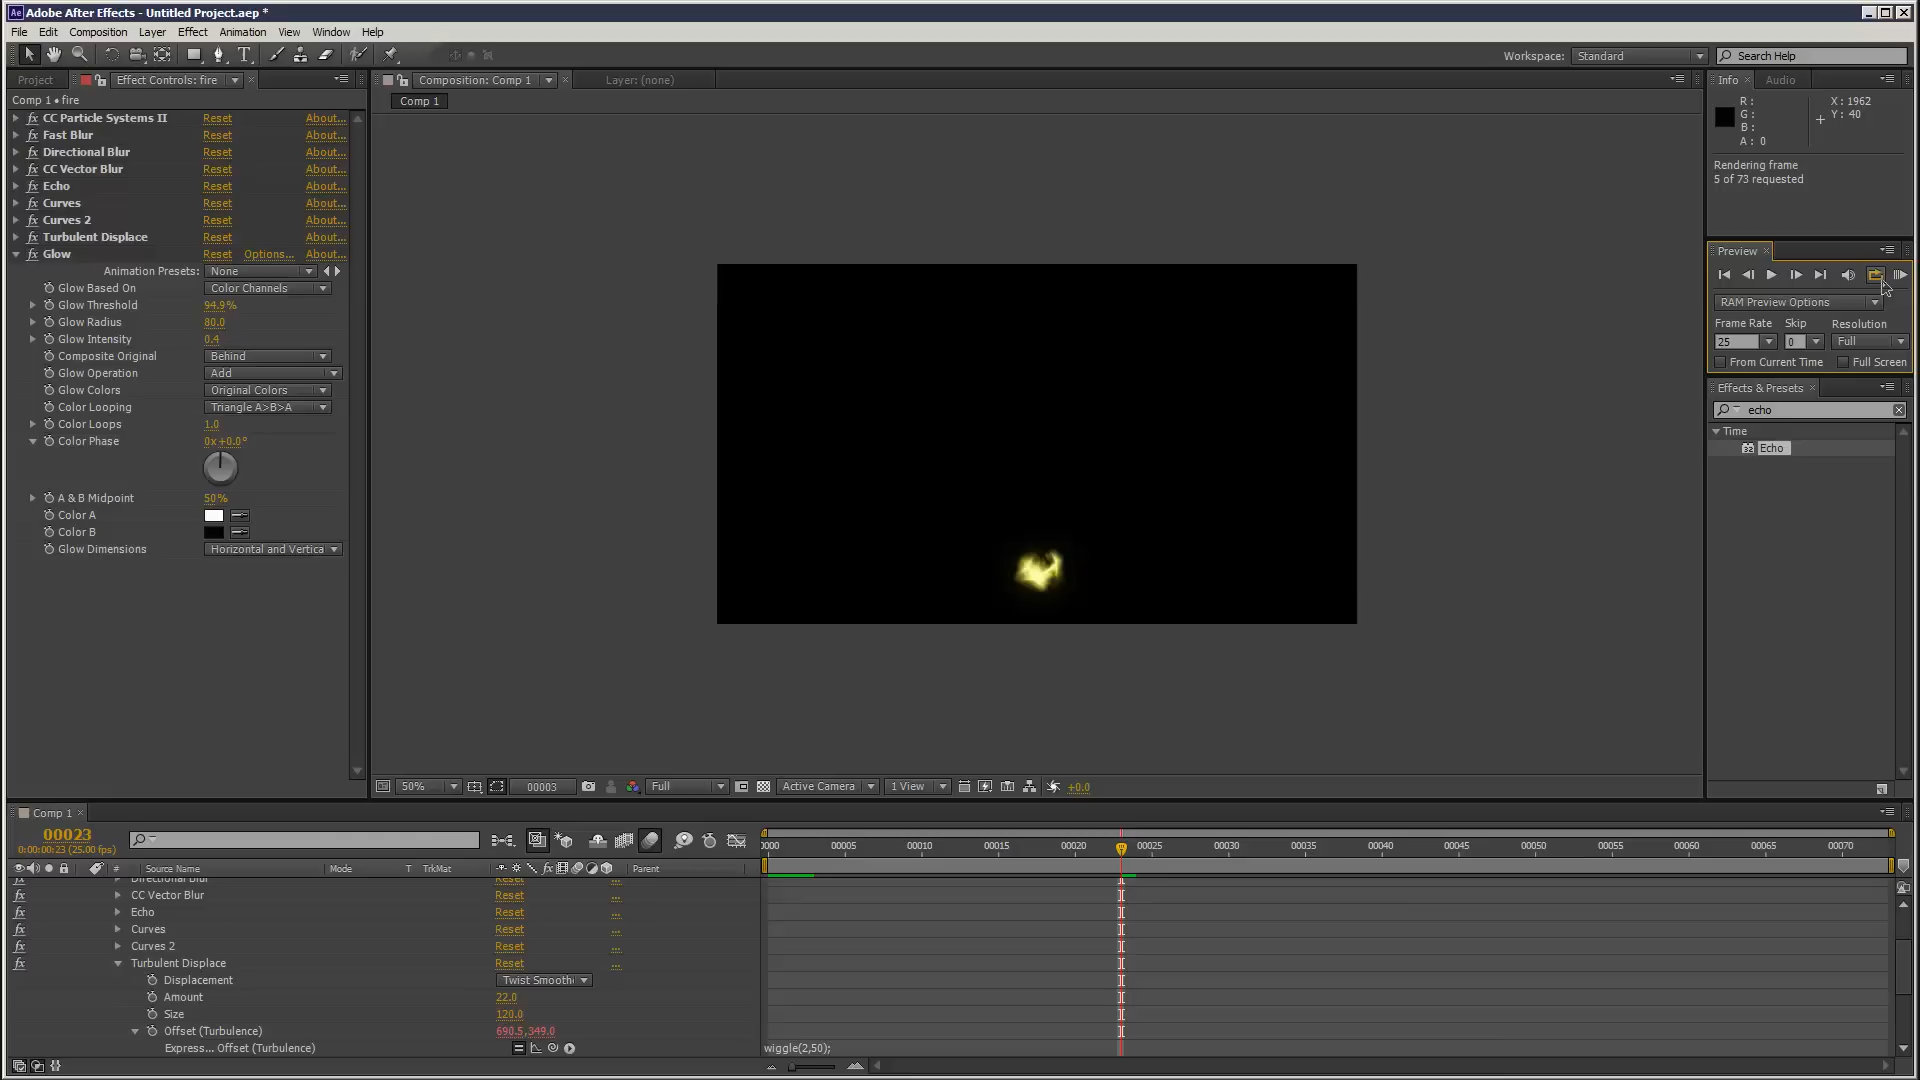 Adobe After Effects - Untitled Project.aep *
File Edit Composition Layer Effect Animation View Window Help
Workspace: Standard Search Help
Project Effect Controls: fire Composition: Comp 1 Layer: (none) Info Audio
Comp 1 • fire
Comp 1
R: X: 1962
G: Y: 40
B:
A: 0
Rendering frame
5 of 73 requested
CC Particle Systems II Reset About...
Fast Blur Reset About...
Directional Blur Reset About...
CC Vector Blur Reset About...
Echo Reset About...
Curves Reset About...
Curves 2 Reset About...
Turbulent Displace Reset About...
Glow Reset Options... About...
Animation Presets: None
Glow Based On Color Channels
Glow Threshold 94.9%
Glow Radius 80.0
Glow Intensity 0.4
Composite Original Behind
Glow Operation Add
Glow Colors Original Colors
Color Looping Triangle A>B>A
Color Loops 1.0
Color Phase 0x+0.0°
A & B Midpoint 50%
Color A
Color B
Glow Dimensions Horizontal and Vertica
Preview
RAM Preview Options
Frame Rate Skip Resolution
25 0 Full
From Current Time Full Screen
Effects & Presets
echo
Time
32 Echo
50% 00003 Full Active Camera 1 View +0.0
Comp 1
00023
0:00:00:23 (25.00 fps)
0000 00005 00010 00015 00020 00025 00030 00035 00040 00045 00050 00055 00060 00065 00070
# Source Name Mode T TrkMat Parent
Directional Blur Reset ...
CC Vector Blur Reset ...
Echo Reset ...
Curves Reset ...
Curves 2 Reset ...
Turbulent Displace Reset ...
Displacement Twist Smooth
Amount 22.0
Size 120.0
Offset (Turbulence) 690.5,349.0
Express... Offset (Turbulence) wiggle(2,50);